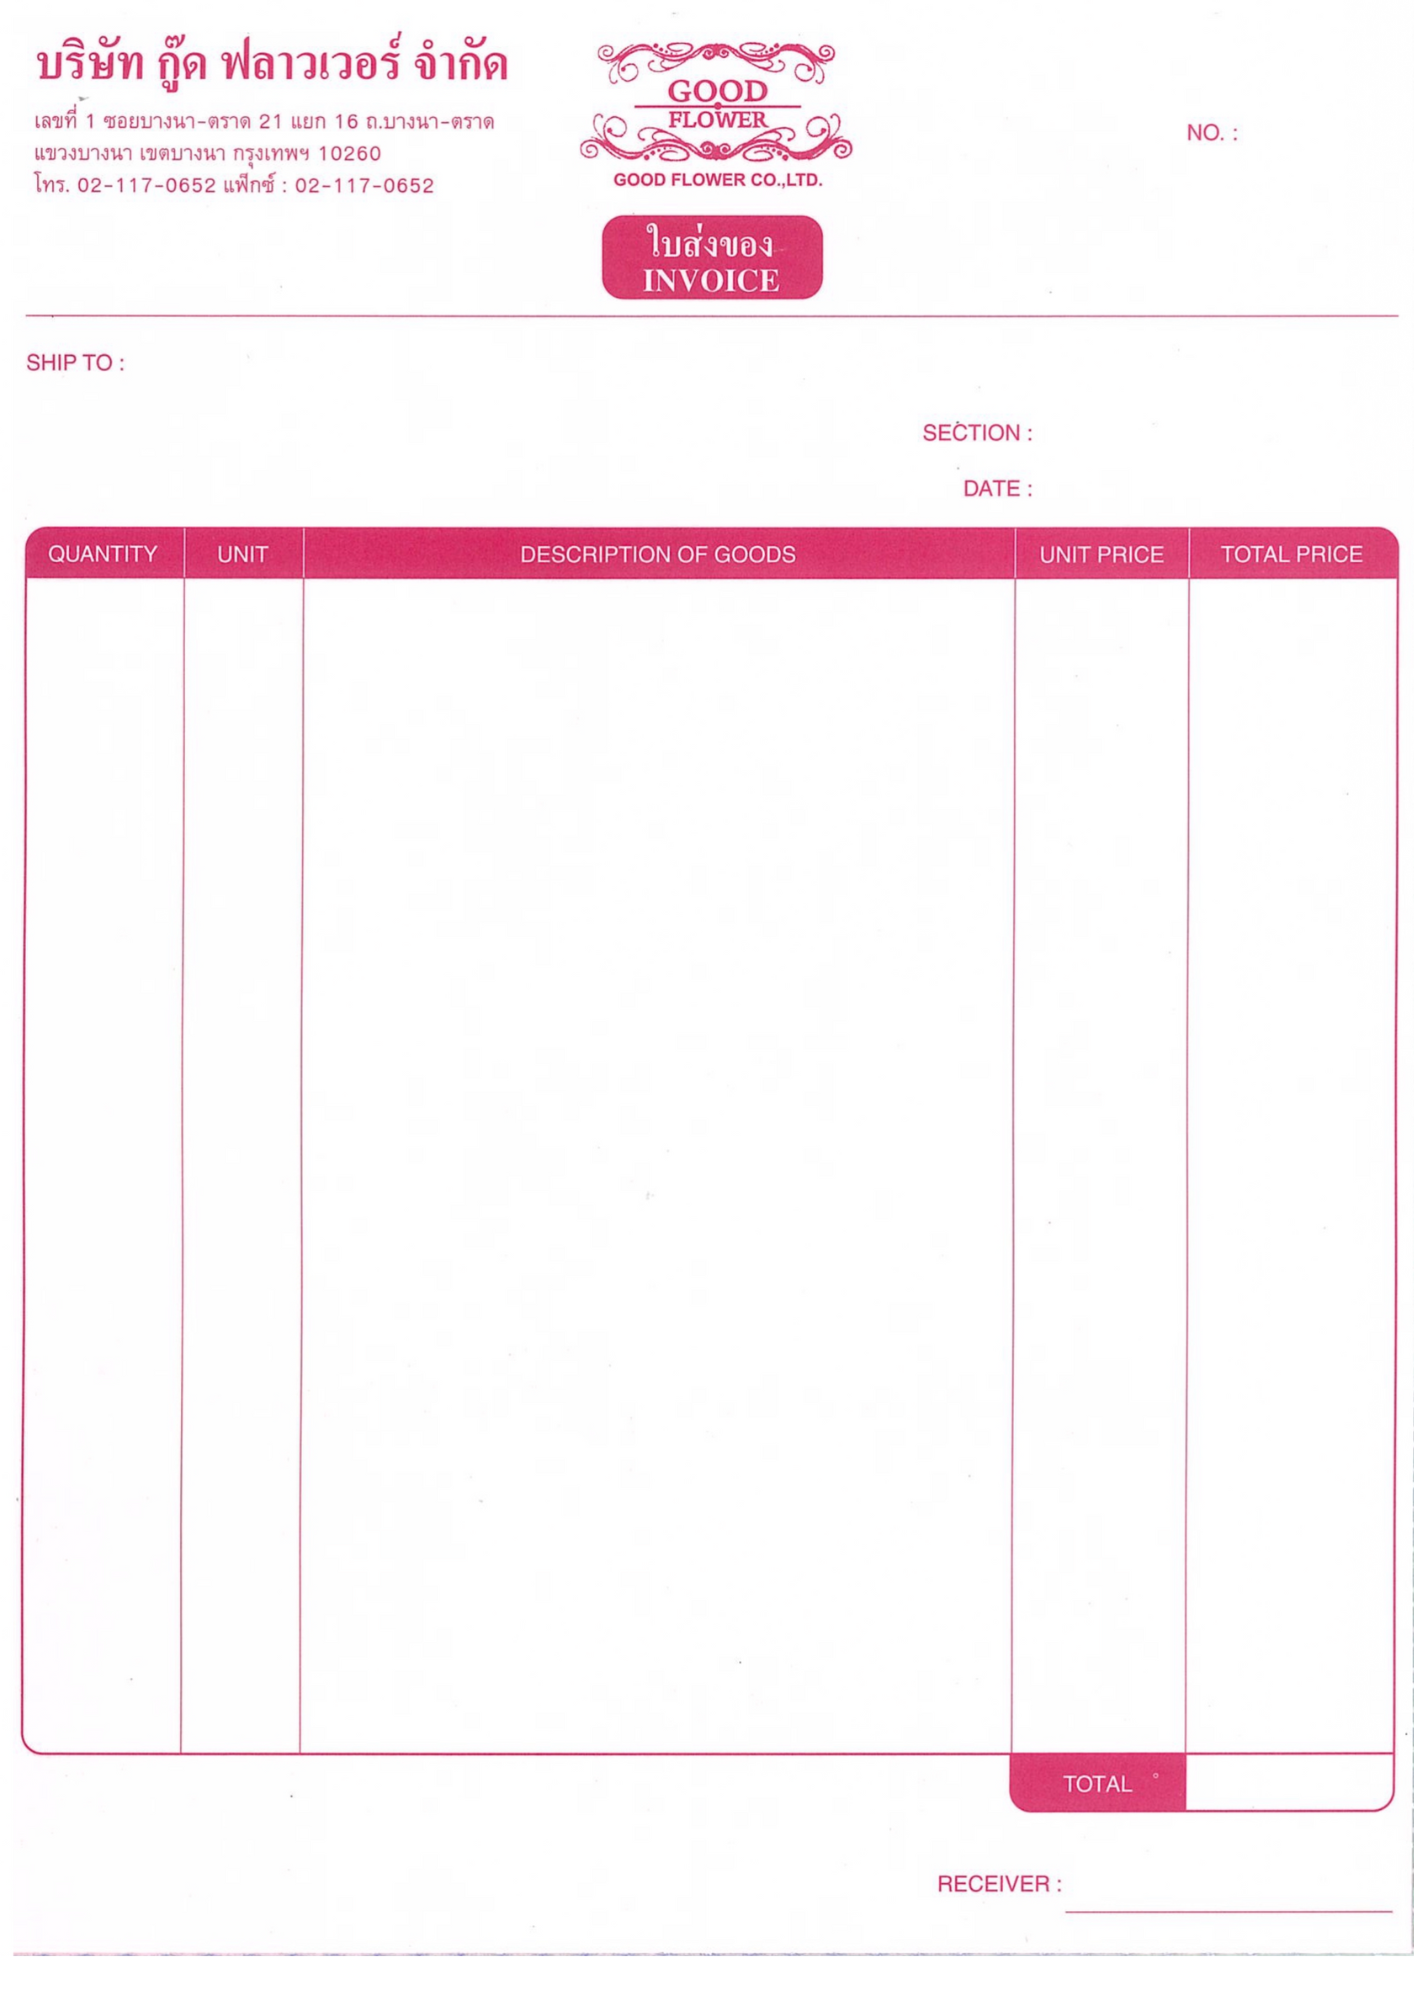 บริษัท กู๊ด ฟลาวเวอร์ จำกัด
เลขที่ 1 ซอยบางนา-ตราด 21 แยก 16 ถ.บางนา-ตราด
แขวงบางนา เขตบางนา กรุงเทพฯ 10260
โทร. 02-117-0652 แฟ็กซ์ : 02-117-0652
GOOD
FLOWER
GOOD FLOWER CO.,LTD.
NO. :
ใบส่งของ
INVOICE
SHIP TO :
SECTION :
DATE :
QUANTITY UNIT DESCRIPTION OF GOODS UNIT PRICE TOTAL PRICE
TOTAL
RECEIVER :